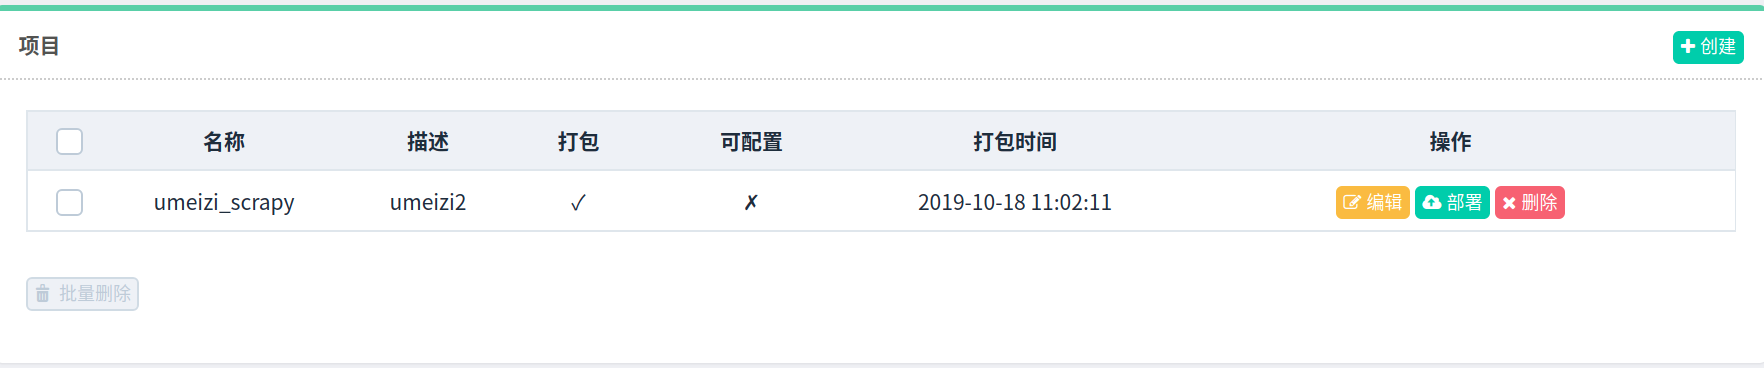 项目
创建
名称 描述 打包 可配置 打包时间 操作
umeizi_scrapy umeizi2 ✓ ✗ 2019-10-18 11:02:11 编辑 部署 删除
批量删除